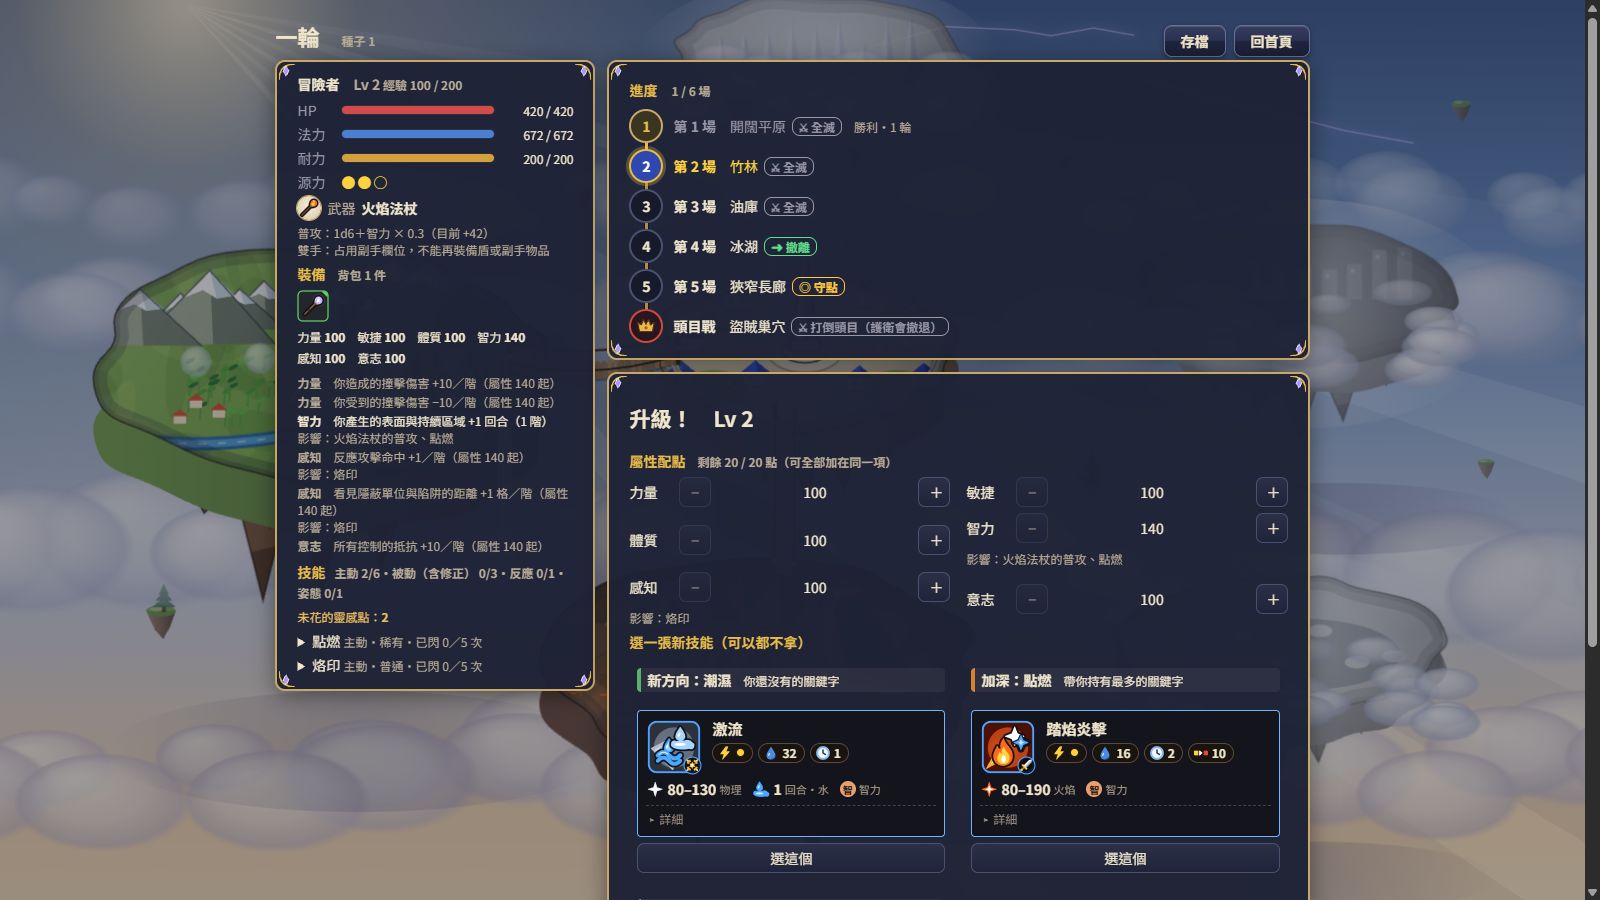 一輪 種子 1
存檔 回首頁
冒險者 Lv 2 經驗 100 / 200
HP 420 / 420
法力 672 / 672
耐力 200 / 200
源力
武器 火焰法杖
普攻：1d6＋智力 × 0.3（目前 +42）
雙手：占用副手欄位，不能再裝備盾或副手物品
裝備 背包 1 件
力量 100 敏捷 100 體質 100 智力 140
感知 100 意志 100
力量 你造成的撞擊傷害 +10／階（屬性 140 起）
力量 你受到的撞擊傷害 −10／階（屬性 140 起）
智力 你產生的表面與持續區域 +1 回合（1 階）
影響：火焰法杖的普攻、點燃
感知 反應攻擊命中 +1／階（屬性 140 起）
影響：烙印
感知 看見隱蔽單位與陷阱的距離 +1 格／階（屬性
140 起）
影響：烙印
意志 所有控制的抵抗 +10／階（屬性 140 起）
技能 主動 2/6・被動（含修正） 0/3・反應 0/1・
姿態 0/1
未花的靈感點：2
點燃 主動・稀有・已閃 0／5 次
烙印 主動・普通・已閃 0／5 次
進度 1 / 6 場
1 第 1 場 開闊平原 全滅 勝利・1 輪
2 第 2 場 竹林 全滅
3 第 3 場 油庫 全滅
4 第 4 場 冰湖 撤離
5 第 5 場 狹窄長廊 守點
頭目戰 盜賊巢穴 打倒頭目（護衛會撤退）
升級！ Lv 2
屬性配點 剩餘 20 / 20 點（可全部加在同一項）
力量 − 100 + 敏捷 − 100 +
智力 − 140 +
體質 − 100 +
影響：火焰法杖的普攻、點燃
感知 − 100 + 意志 − 100 +
影響：烙印
選一張新技能（可以都不拿）
新方向：潮濕 你還沒有的關鍵字
加深：點燃 帶你持有最多的關鍵字
激流
32 1
80–130 物理 1 回合・水 智 智力
詳細
選這個
踏焰炎擊
16 2 10
80–190 火焰 智 智力
詳細
選這個